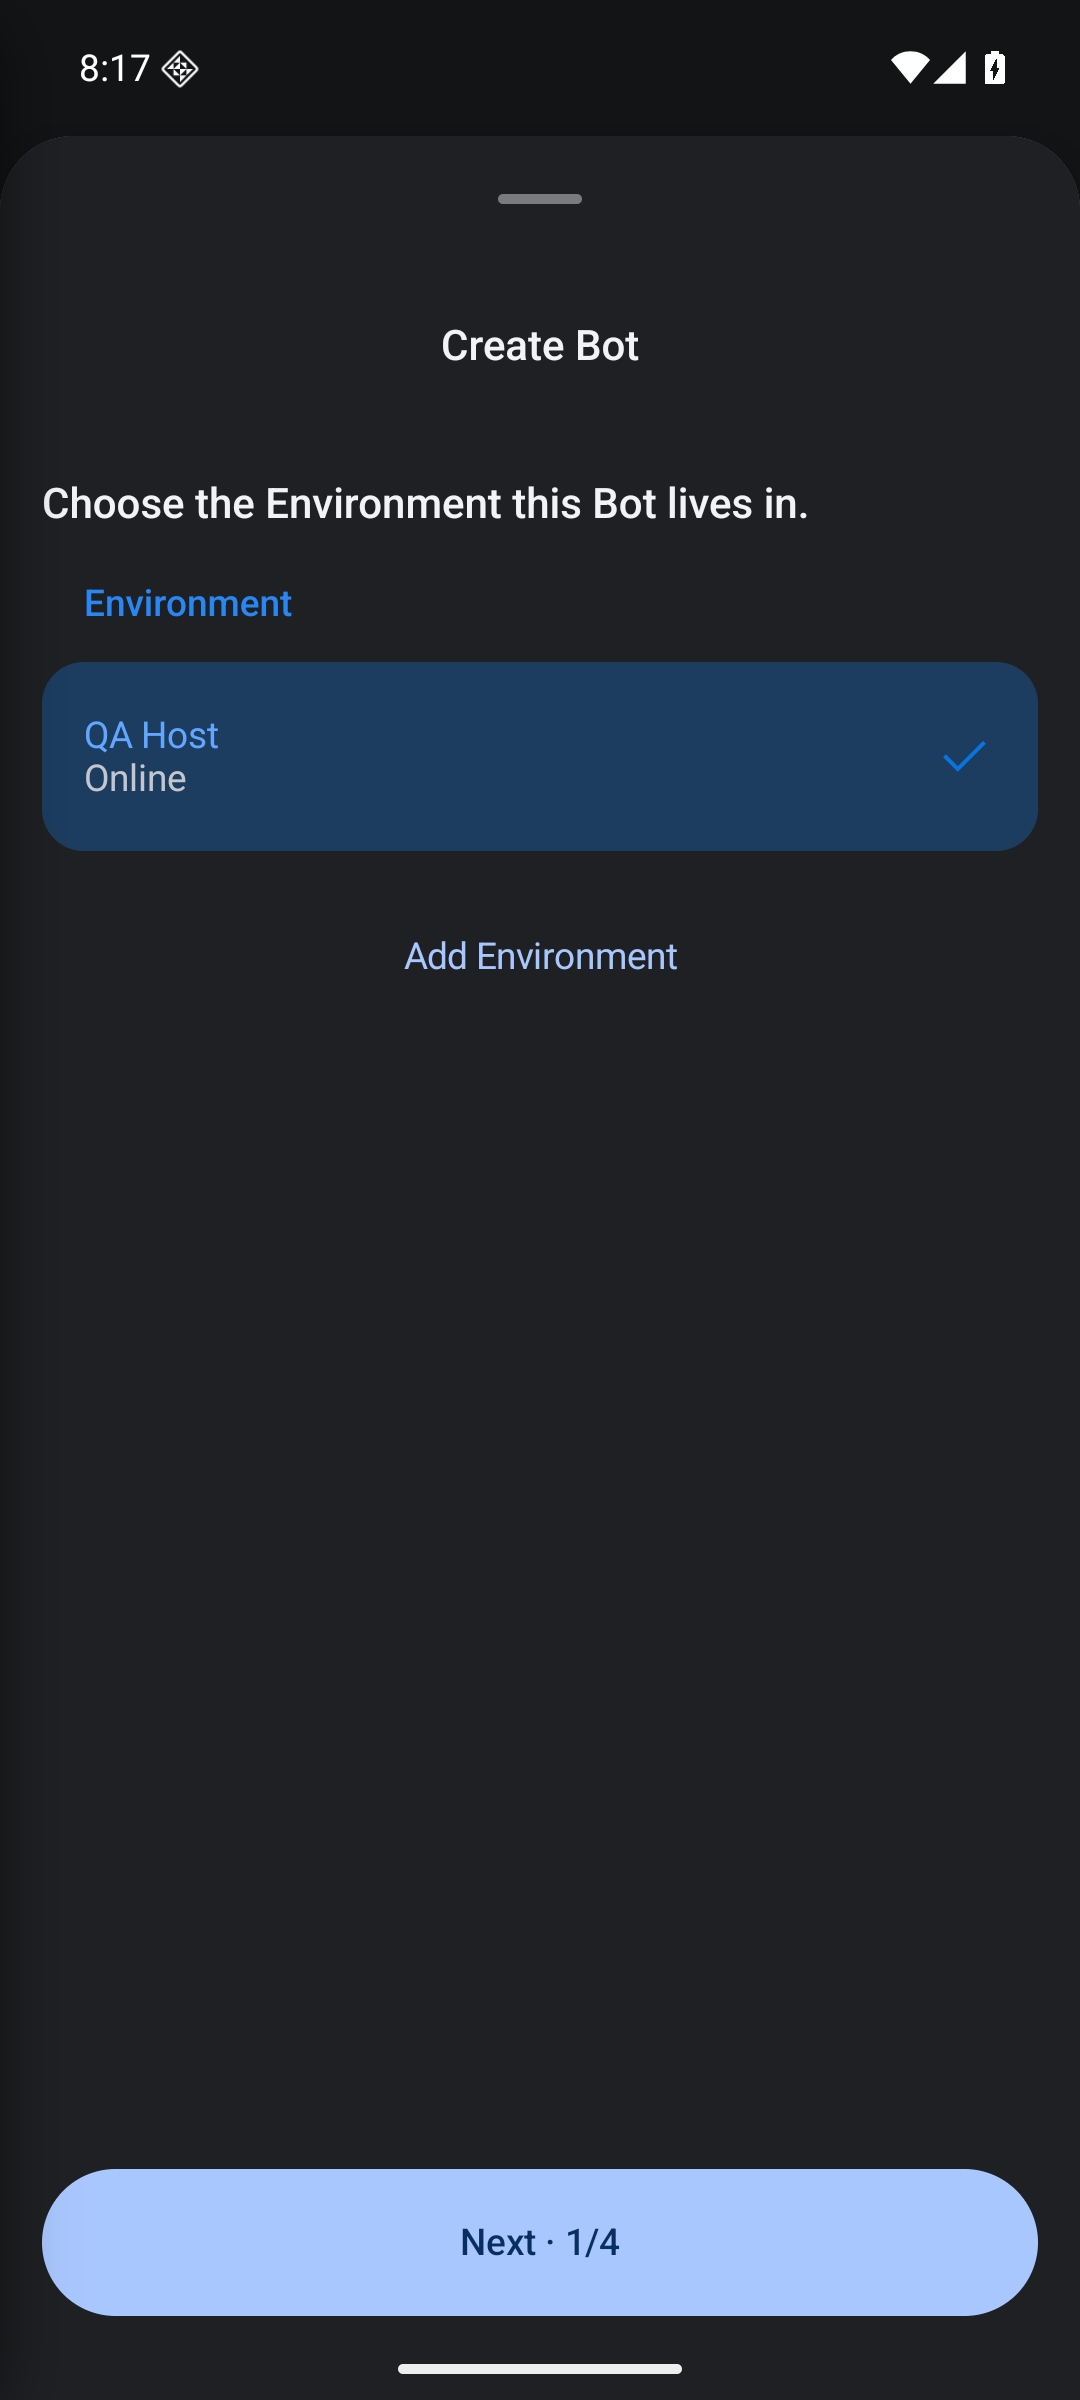 8:17
Create Bot
Choose the Environment this Bot lives in.
Environment
QA Host
Online
Add Environment
Next · 1/4